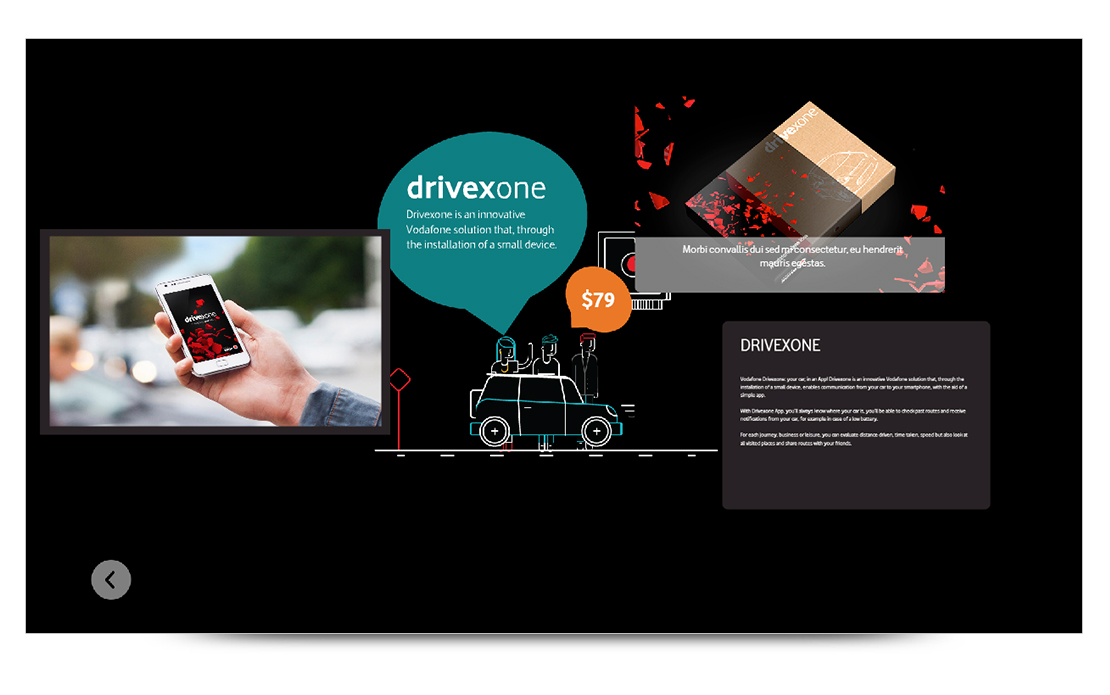 drivexone
Drivexone is an innovative
Vodafone solution that, through
the installation of a small device.
$79
drivexone
drivexone
Morbi convallis dui sed mi consectetur, eu hendrerit
mauris egestas.
DRIVEXONE
Vodafone Drivexone: your car, in an App! Drivexone is an innovative Vodafone solution that, through the
installation of a small device, enables communication from your car to your smartphone, with the aid of a
simple app.
With Drivexone App, you'll always know where your car is, you'll be able to check past routes and receive
notifications from your car, for example in case of a low battery.
For each journey, business or leisure, you can evaluate distance driven, time taken, speed but also look at
all visited places and share routes with your friends.